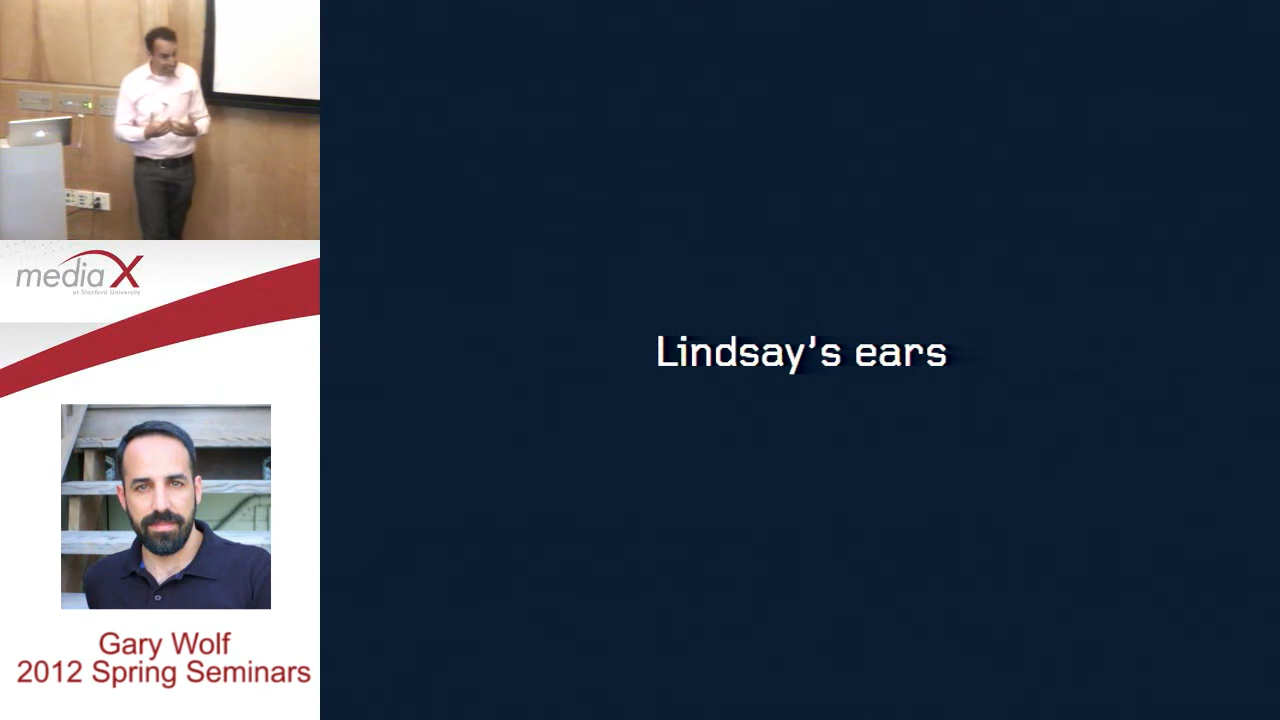 media X
at Stanford University
Lindsay's ears
Gary Wolf
2012 Spring Seminars